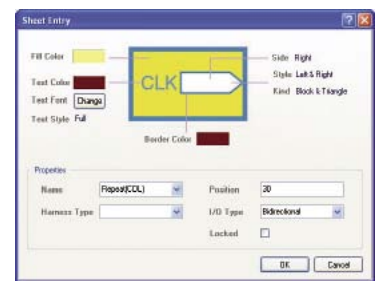 Sheet Entry
Fill Color
Side Right
Text Color
CLK
Style Left & Right
Text Font Change
Kind Block & Triangle
Text Style Full
Border Color
Properties
Name Repeat(COL) Position 30
Harness Type I/O Type Bidirectional
Locked
OK Cancel